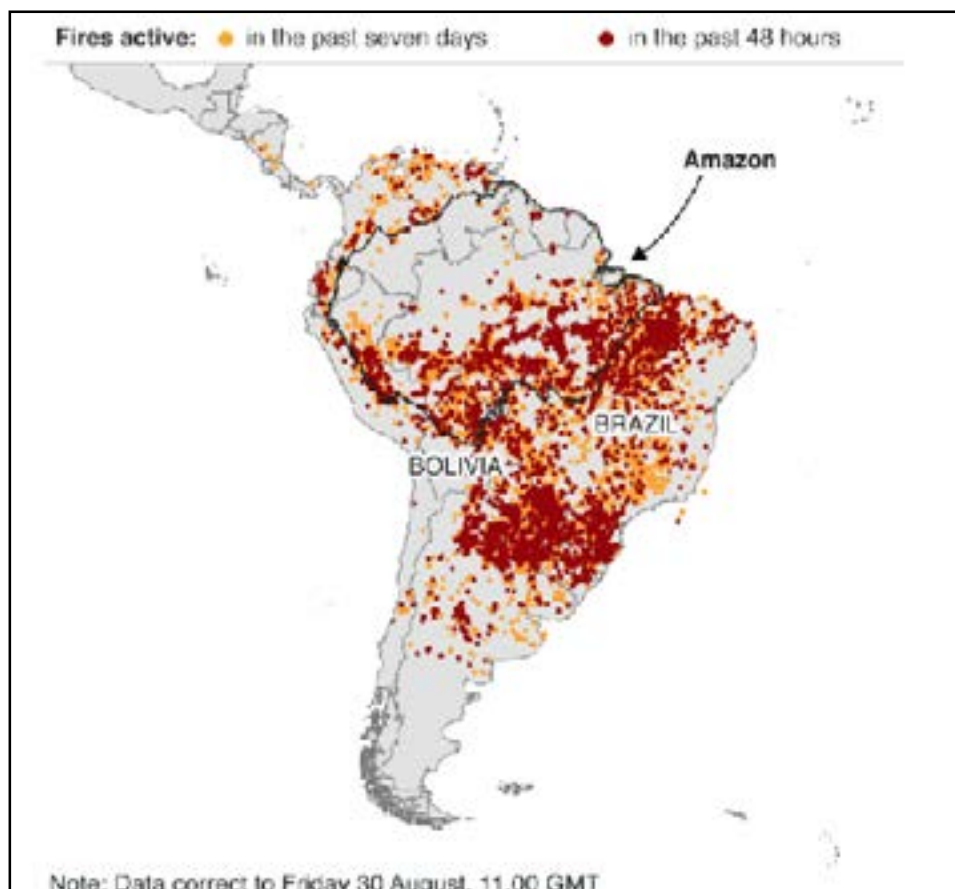 Fires active: in the past seven days in the past 48 hours
Amazon
BRAZIL
BOLIVIA
Note: Data correct to Friday 30 August, 11.00 GMT